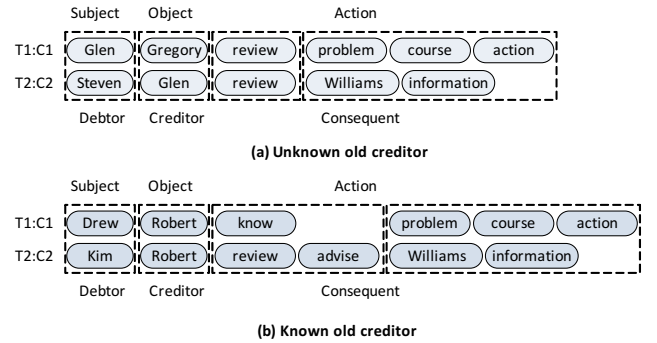 Subject Object Action
T1:C1 Glen Gregory review problem course action
T2:C2 Steven Glen review Williams information
Debtor Creditor Consequent
(a) Unknown old creditor
Subject Object Action
T1:C1 Drew Robert know problem course action
T2:C2 Kim Robert review advise Williams information
Debtor Creditor Consequent
(b) Known old creditor